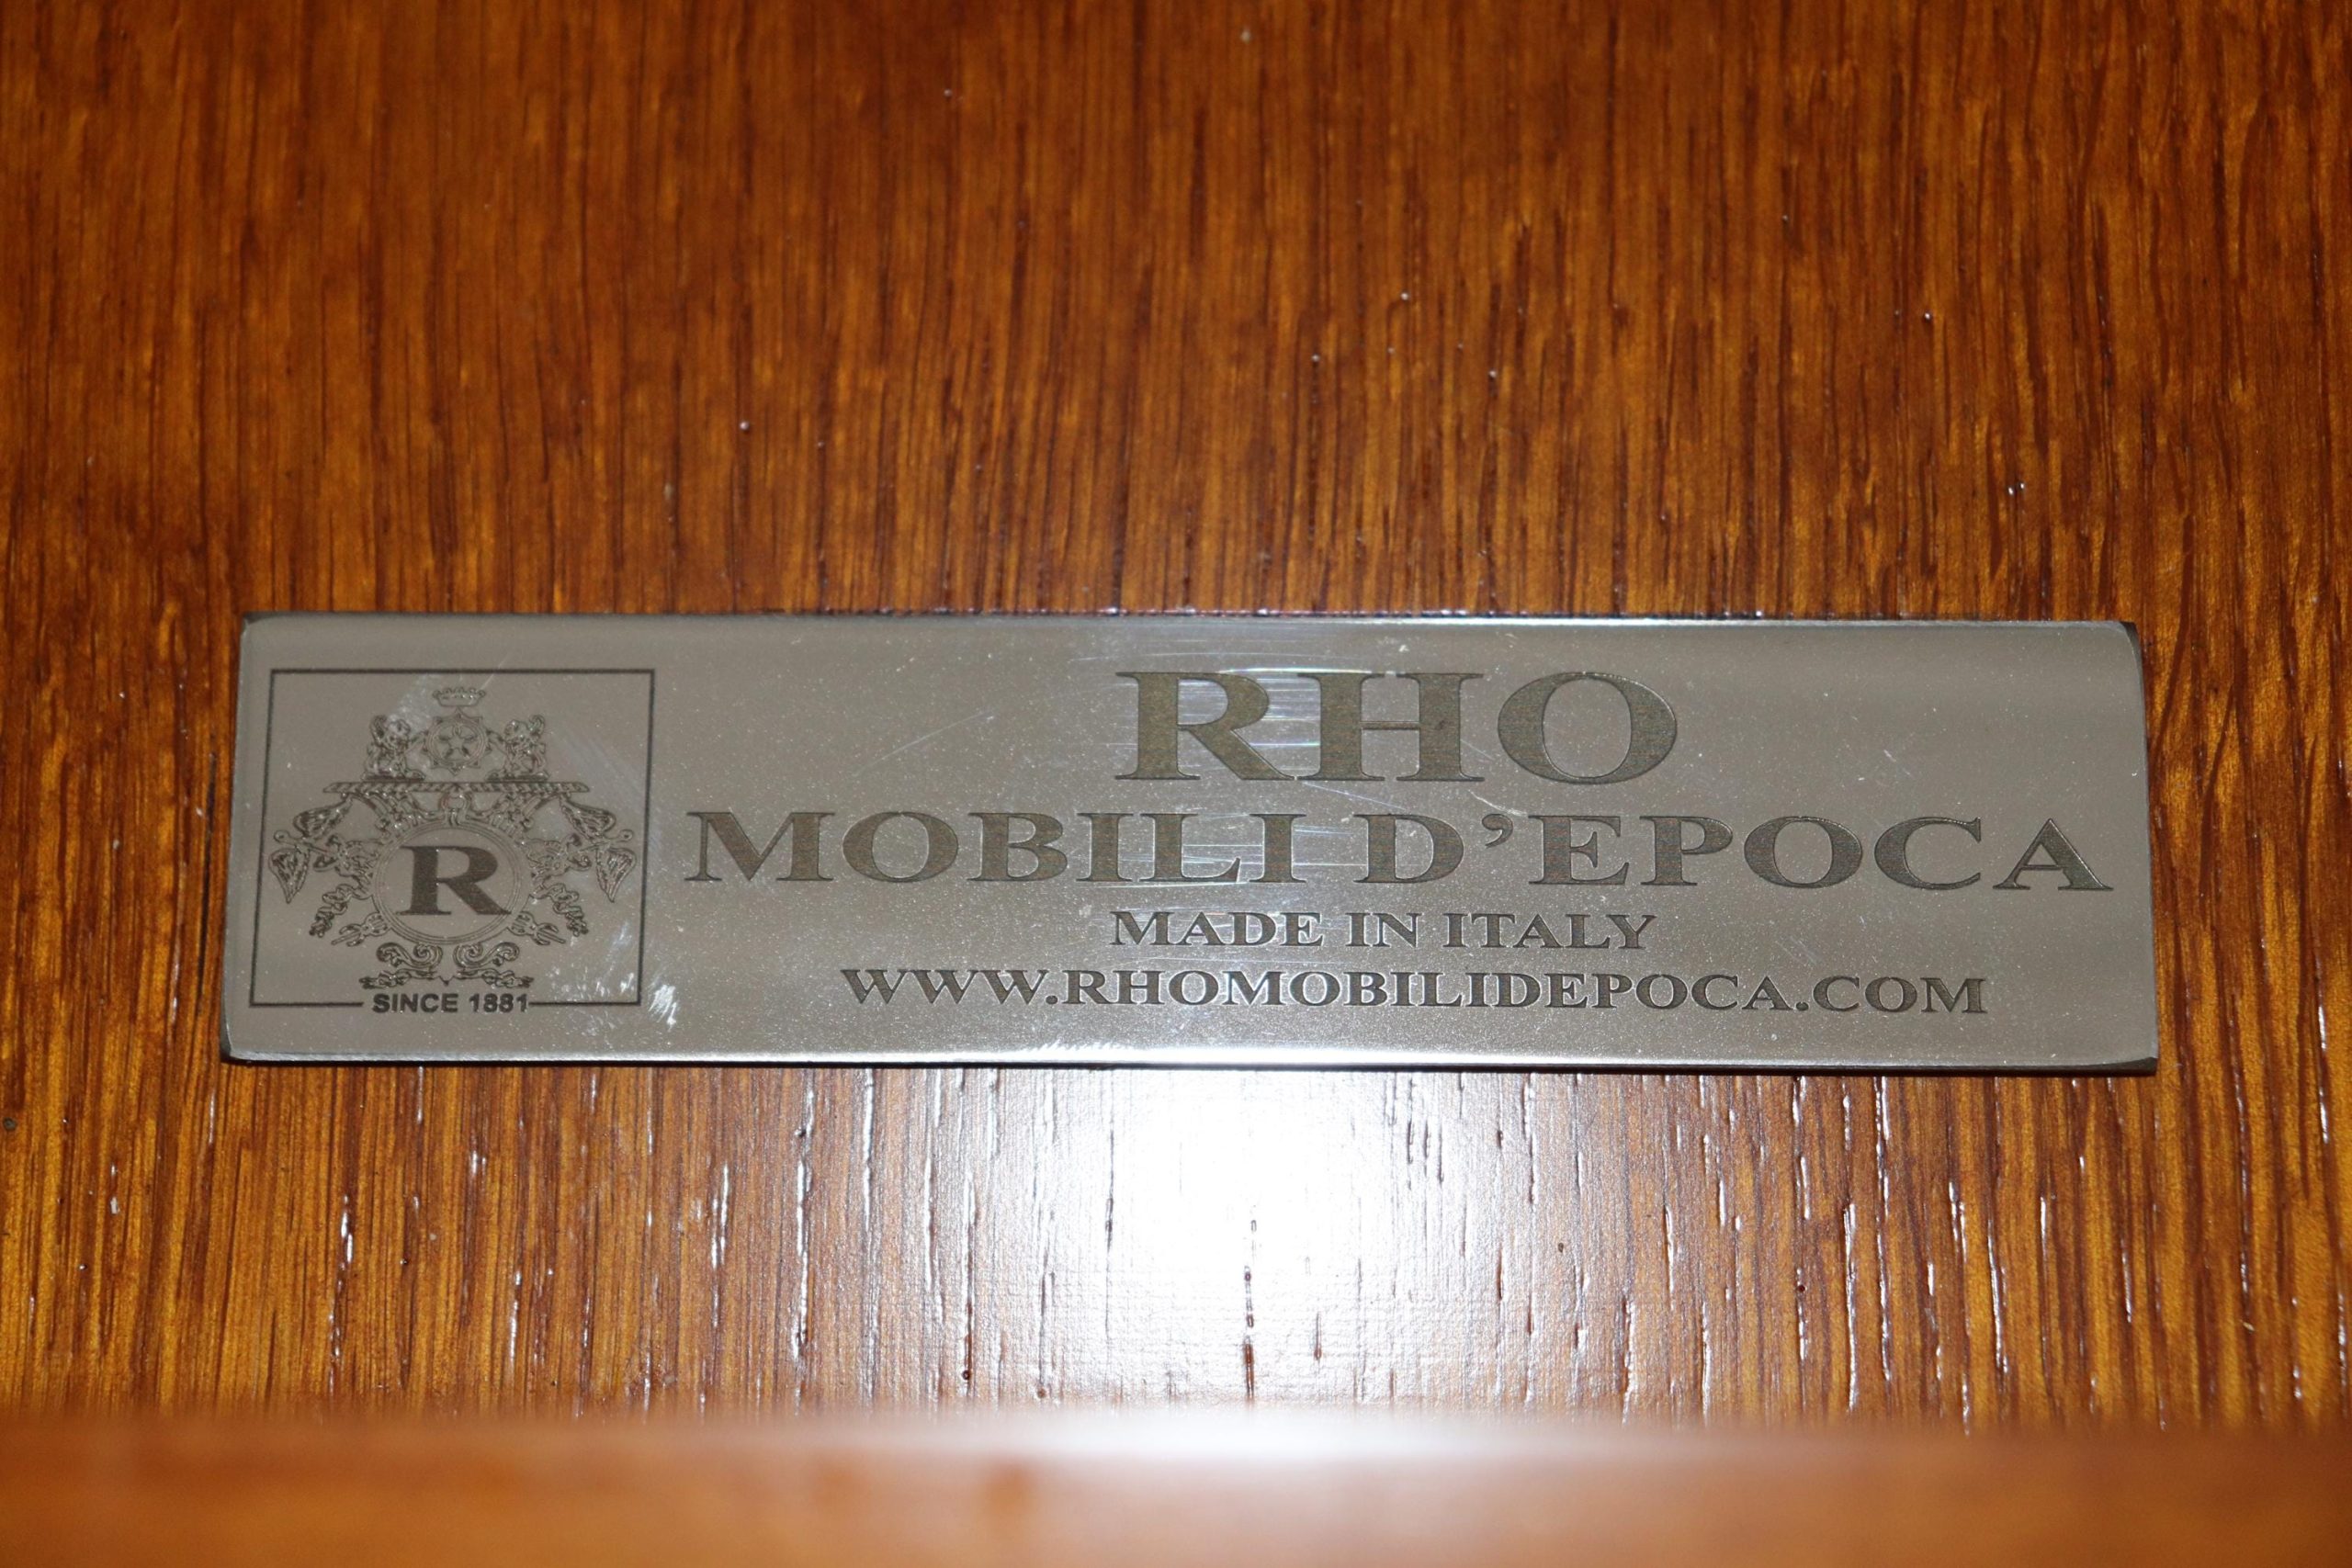 R
SINCE 1881
RHO
MOBILI D'EPOCA
MADE IN ITALY
WWW.RHOMOBILIDEPOCA.COM